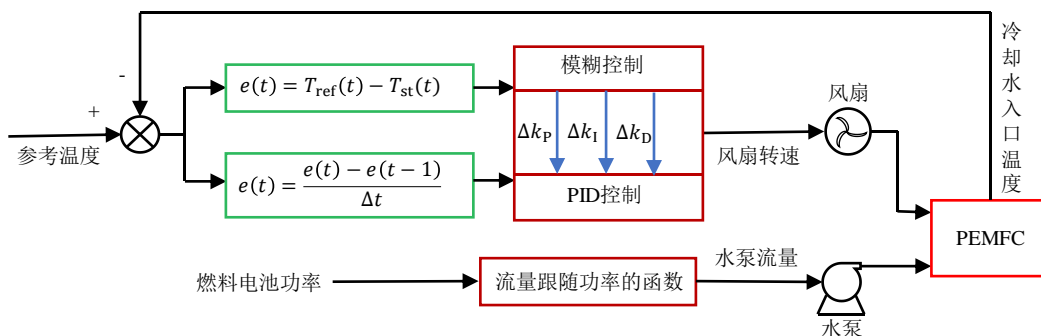 -
+
参考温度
e(t) = T_ref(t) − T_st(t)
e(t) = \frac{e(t) − e(t−1)}{Δt}
模糊控制
Δk_P Δk_I Δk_D
PID控制
风扇转速
风扇
冷却水入口温度
PEMFC
燃料电池功率
流量跟随功率的函数
水泵流量
水泵